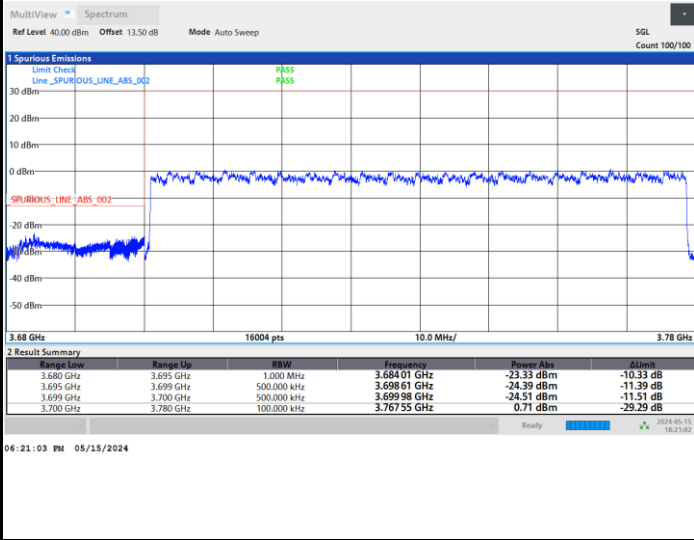 MultiView Spectrum
Ref Level 40.00 dBm Offset 13.50 dB Mode Auto Sweep SGL
Count 100/100
1 Spurious Emissions
Limit Check PASS
Line _SPURIOUS_LINE_ABS_002 PASS
30 dBm
20 dBm
10 dBm
0 dBm
_SPURIOUS_LINE_ABS_002
-20 dBm
-40 dBm
-50 dBm
3.68 GHz 16004 pts 10.0 MHz/ 3.78 GHz
2 Result Summary
Range Low Range Up RBW Frequency Power Abs ΔLimit
3.680 GHz 3.695 GHz 1.000 MHz 3.684 01 GHz -23.33 dBm -10.33 dB
3.695 GHz 3.699 GHz 500.000 kHz 3.698 61 GHz -24.39 dBm -11.39 dB
3.699 GHz 3.700 GHz 500.000 kHz 3.699 98 GHz -24.51 dBm -11.51 dB
3.700 GHz 3.780 GHz 100.000 kHz 3.767 55 GHz 0.71 dBm -29.29 dB
Ready 2024-05-15
18:21:02
06:21:03 PM 05/15/2024